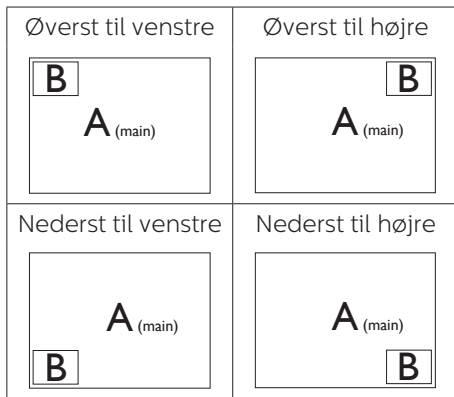 Øverst til venstre
B
A (main)
Øverst til højre
B
A (main)
Nederst til venstre
A (main)
B
Nederst til højre
A (main)
B